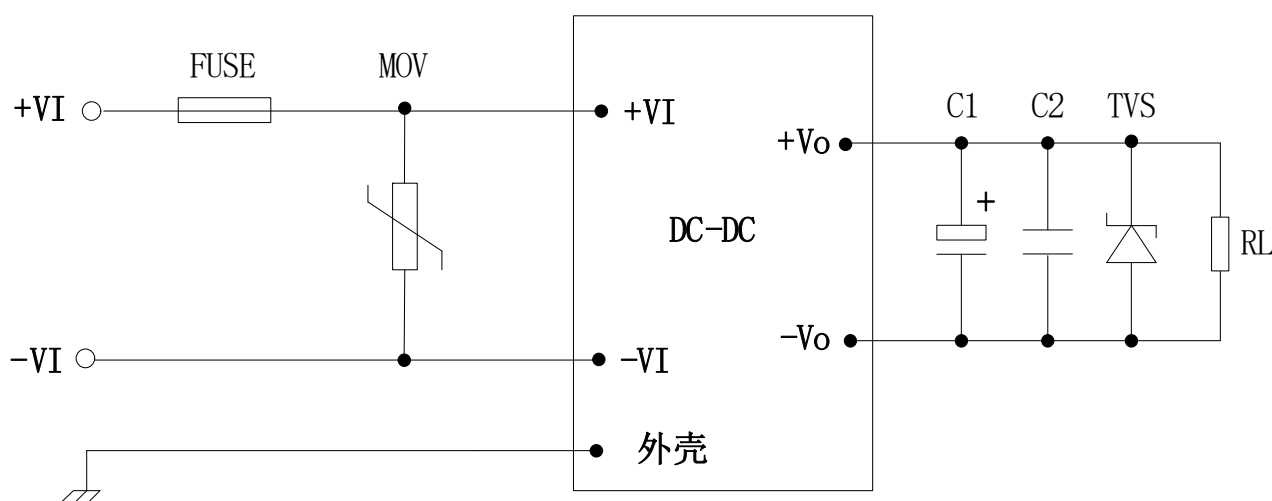 FUSE
MOV
+VI
+VI
+Vo
C1
C2
TVS
+
DC-DC
RL
-Vo
-VI
-VI
外壳